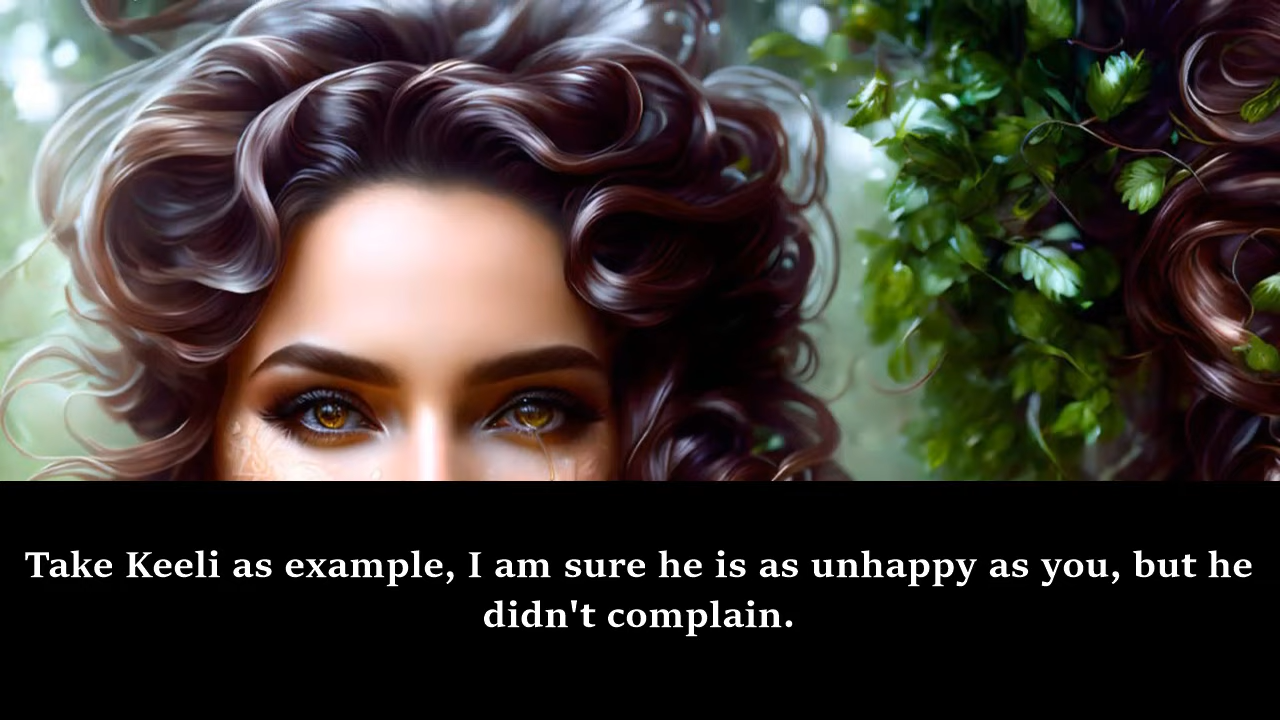 Take Keeli as example, I am sure he is as unhappy as you, but he
didn't complain.